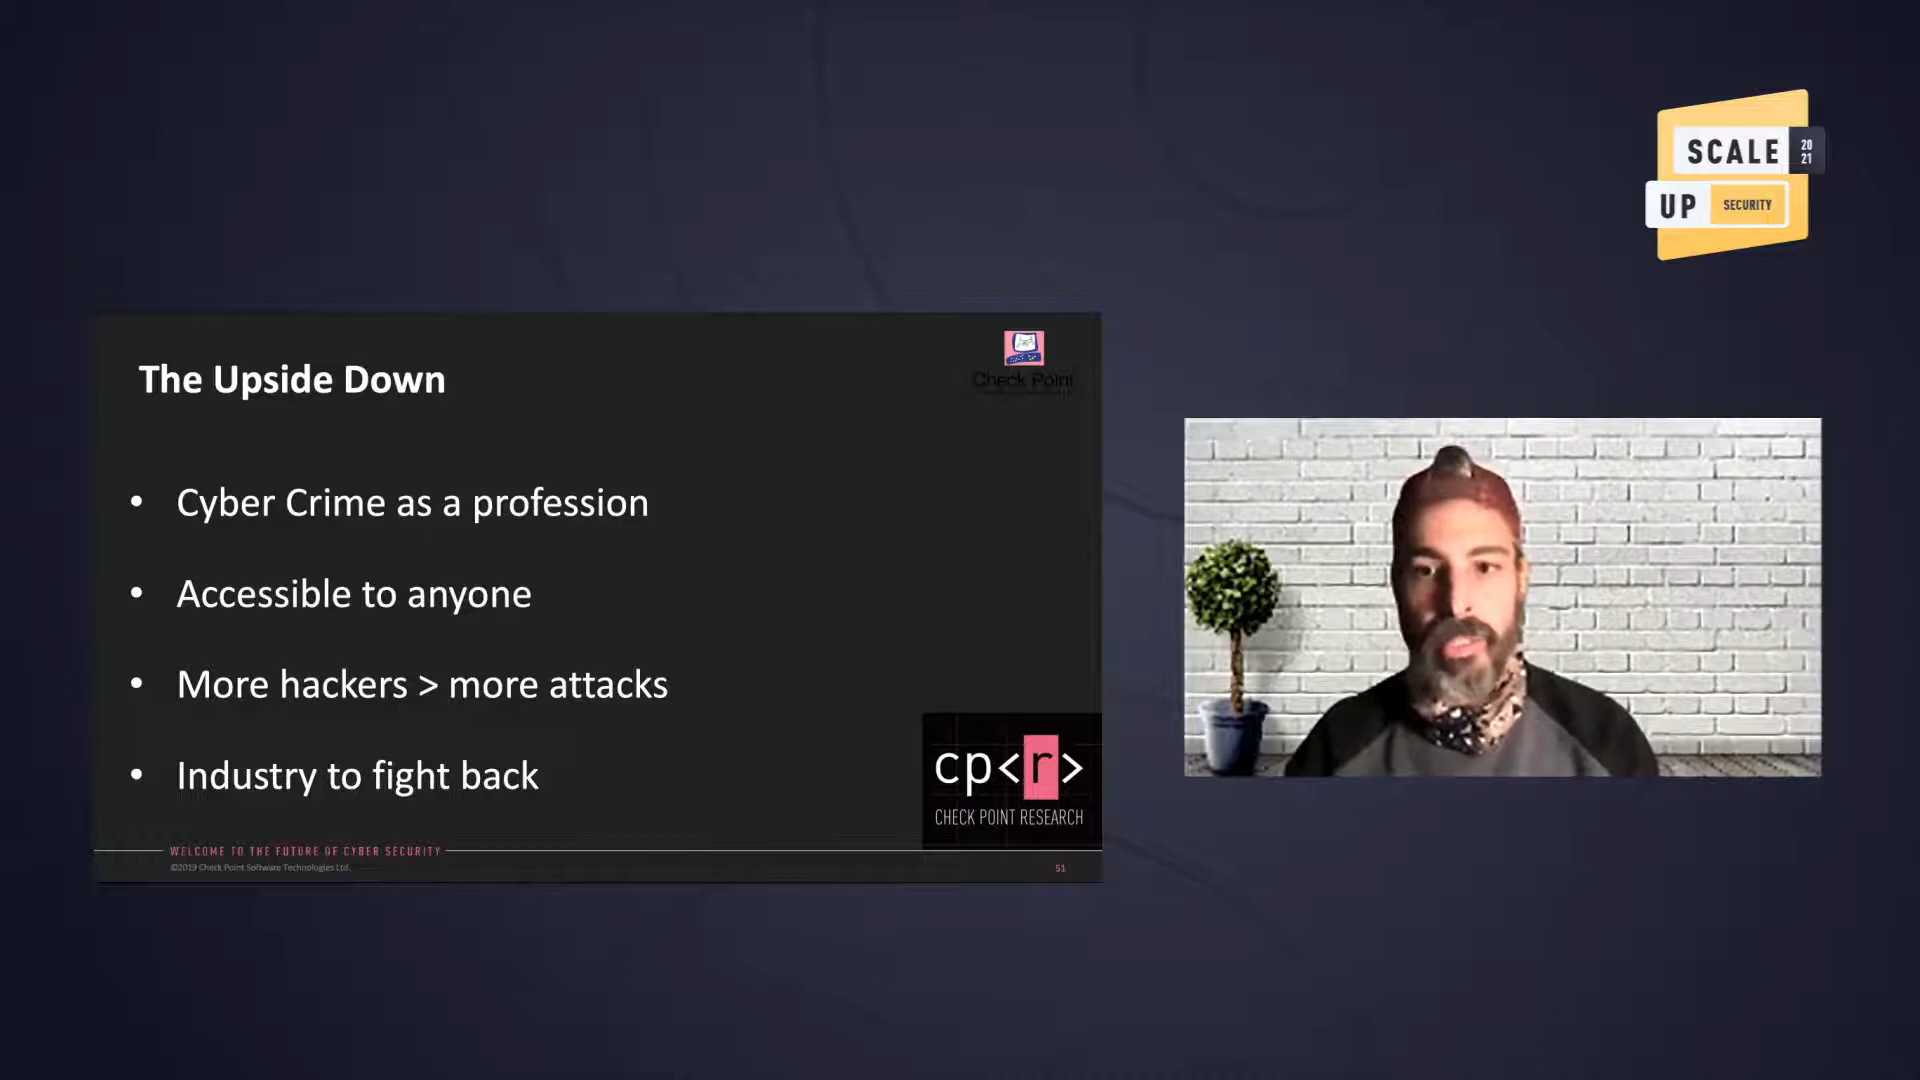 SCALE
20
21
UP
SECURITY
The Upside Down
Check Point
• Cyber Crime as a profession
• Accessible to anyone
• More hackers > more attacks
• Industry to fight back
cp<r>
CHECK POINT RESEARCH
WELCOME TO THE FUTURE OF CYBER SECURITY
©2019 Check Point Software Technologies Ltd.
51